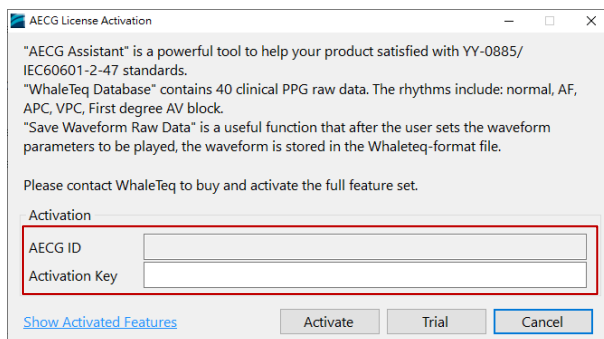 AECG License Activation
"AECG Assistant" is a powerful tool to help your product satisfied with YY-0885/
IEC60601-2-47 standards.
"WhaleTeq Database" contains 40 clinical PPG raw data. The rhythms include: normal, AF,
APC, VPC, First degree AV block.
"Save Waveform Raw Data" is a useful function that after the user sets the waveform
parameters to be played, the waveform is stored in the Whaleteq-format file.
Please contact WhaleTeq to buy and activate the full feature set.
Activation
AECG ID
Activation Key
Show Activated Features
Activate
Trial
Cancel